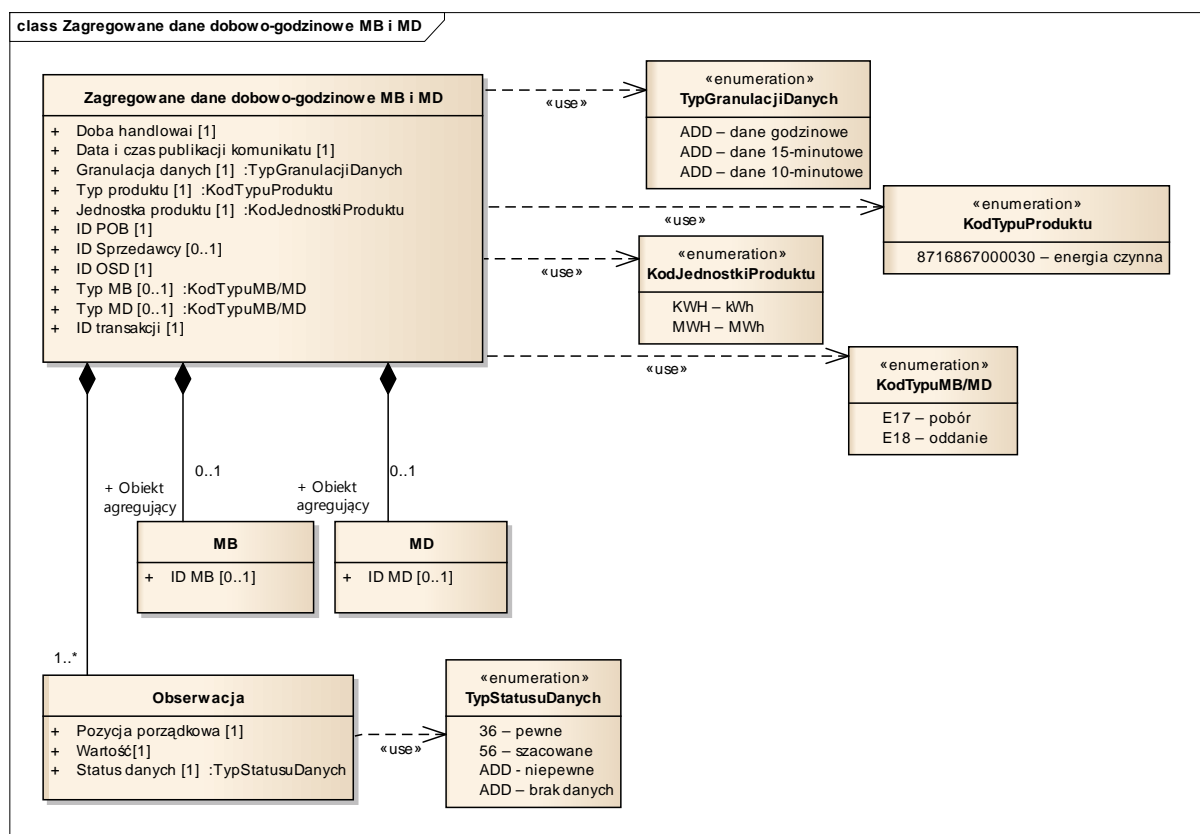 class Zagregowane dane dobowo-godzinowe MB i MD
Zagregowane dane dobowo-godzinowe MB i MD
+ Doba handlowai [1]
+ Data i czas publikacji komunikatu [1]
+ Granulacja danych [1] :TypGranulacjiDanych
+ Typ produktu [1] :KodTypuProduktu
+ Jednostka produktu [1] :KodJednostkiProduktu
+ ID POB [1]
+ ID Sprzedawcy [0..1]
+ ID OSD [1]
+ Typ MB [0..1] :KodTypuMB/MD
+ Typ MD [0..1] :KodTypuMB/MD
+ ID transakcji [1]
«use»
«enumeration»
TypGranulacjiDanych
ADD – dane godzinowe
ADD – dane 15-minutowe
ADD – dane 10-minutowe
«use»
«enumeration»
KodTypuProduktu
8716867000030 – energia czynna
«use»
«enumeration»
KodJednostkiProduktu
KWH – kWh
MWH – MWh
«use»
«enumeration»
KodTypuMB/MD
E17 – pobór
E18 – oddanie
0..1
+ Obiekt
agregujący
0..1
+ Obiekt
agregujący
MB
+ ID MB [0..1]
MD
+ ID MD [0..1]
1..*
Obserwacja
+ Pozycja porządkowa [1]
+ Wartość[1]
+ Status danych [1] :TypStatusuDanych
«use»
«enumeration»
TypStatusuDanych
36 – pewne
56 – szacowane
ADD - niepewne
ADD – brak danych